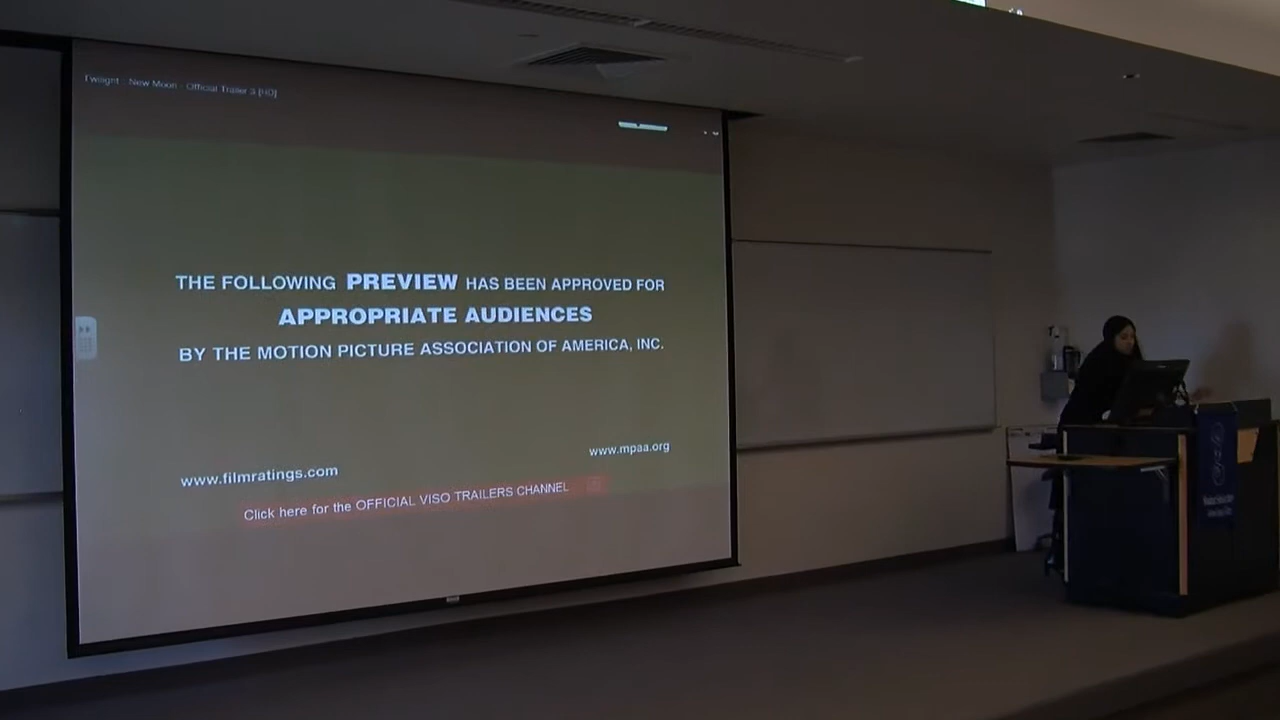 Twilight : New Moon - Official Trailer 3 [HD]
THE FOLLOWING PREVIEW HAS BEEN APPROVED FOR
APPROPRIATE AUDIENCES
BY THE MOTION PICTURE ASSOCIATION OF AMERICA, INC.
www.filmratings.com www.mpaa.org
Click here for the OFFICIAL VISO TRAILERS CHANNEL